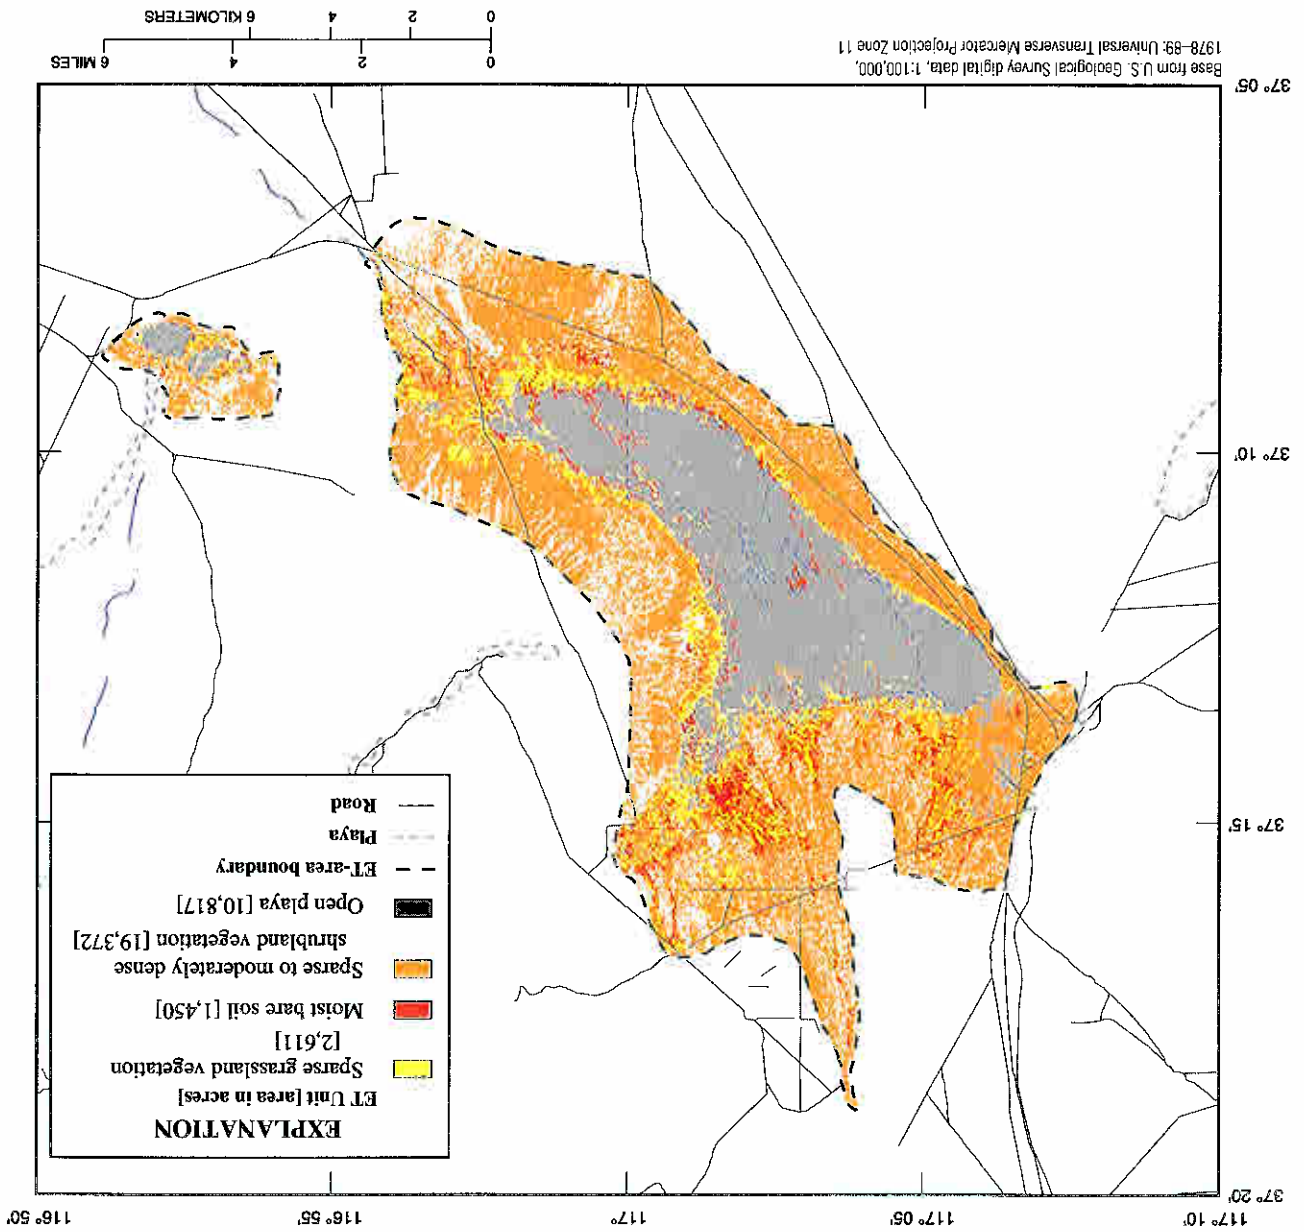 117° 10'
117° 05'
117°
116° 55'
116° 50'
37° 20'
EXPLANATION
ET Unit [area in acres]
Sparse grassland vegetation
[2,611]
Moist bare soil [1,450]
Sparse to moderately dense
shrubland vegetation [19,372]
Open playa [10,817]
ET-area boundary
Playa
Road
37° 15'
37° 10'
37° 05'
Base from U.S. Geological Survey digital data, 1:100,000,
1978–89: Universal Transverse Mercator Projection Zone 11
0 2 4 6 MILES
0 2 4 6 KILOMETERS